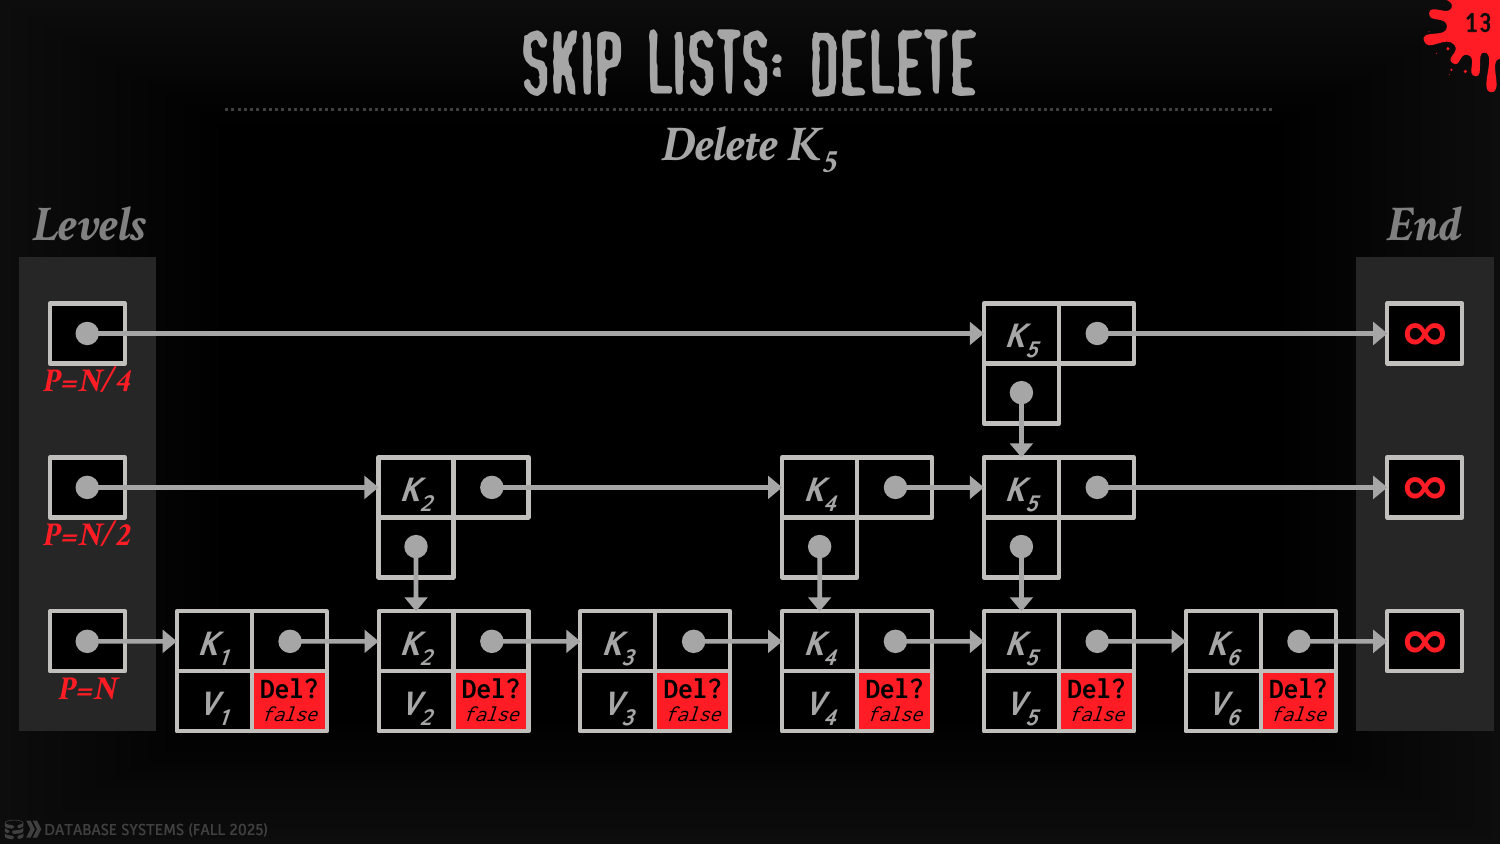 13
SKIP LISTS: DELETE
Delete K5
Levels
End
K5
∞
P=N/4
K2
K4
K5
∞
P=N/2
K1
K2
K3
K4
K5
K6
∞
P=N
V1
Del?
false
V2
Del?
false
V3
Del?
false
V4
Del?
false
V5
Del?
false
V6
Del?
false
DATABASE SYSTEMS (FALL 2025)